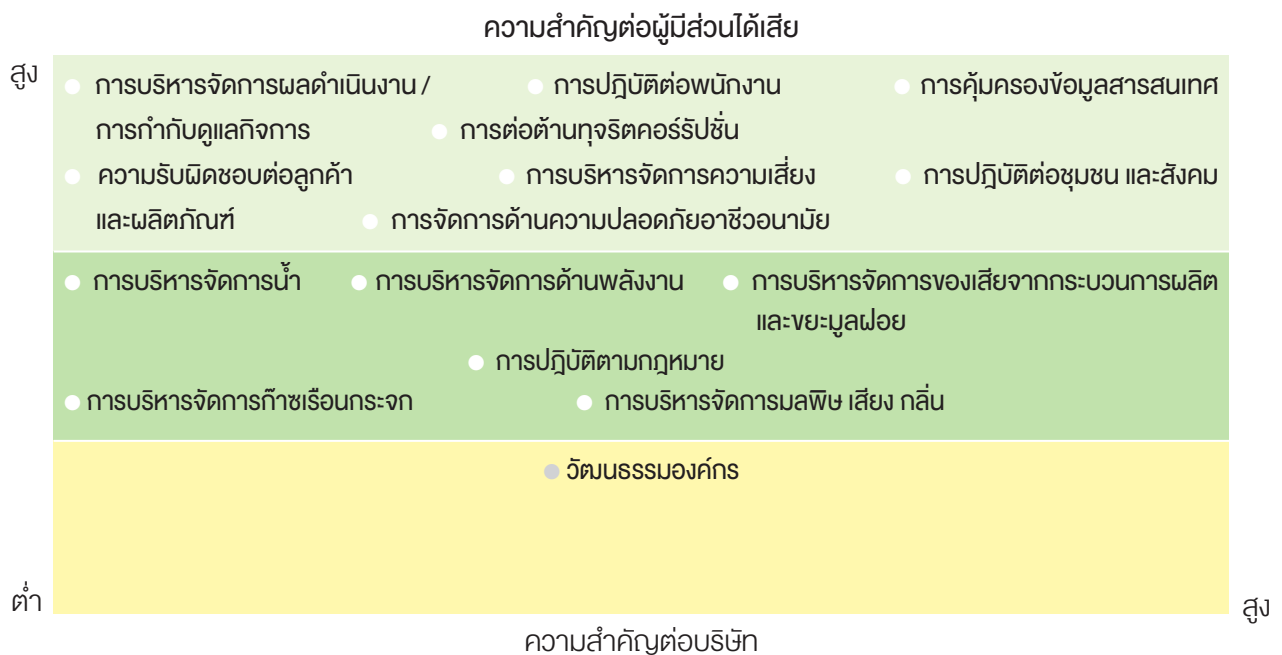 ความสำคัญต่อผู้มีส่วนได้เสีย
สูง
การบริหารจัดการผลดำเนินงาน / การปฎิบัติต่อพนักงาน การคุ้มครองข้อมูลสารสนเทศ
การกำกับดูแลกิจการ การต่อต้านทุจริตคอร์รัปชั่น
ความรับผิดชอบต่อลูกค้า การบริหารจัดการความเสี่ยง การปฎิบัติต่อชุมชน และสังคม
และผลิตภัณฑ์ การจัดการด้านความปลอดภัยอาชีวอนามัย
การบริหารจัดการน้ำ การบริหารจัดการด้านพลังงาน การบริหารจัดการของเสียจากกระบวนการผลิต
และขยะมูลฝอย
การปฎิบัติตามกฎหมาย
การบริหารจัดการก๊าซเรือนกระจก การบริหารจัดการมลพิษ เสียง กลิ่น
วัฒนธรรมองค์กร
ต่ำ สูง
ความสำคัญต่อบริษัท